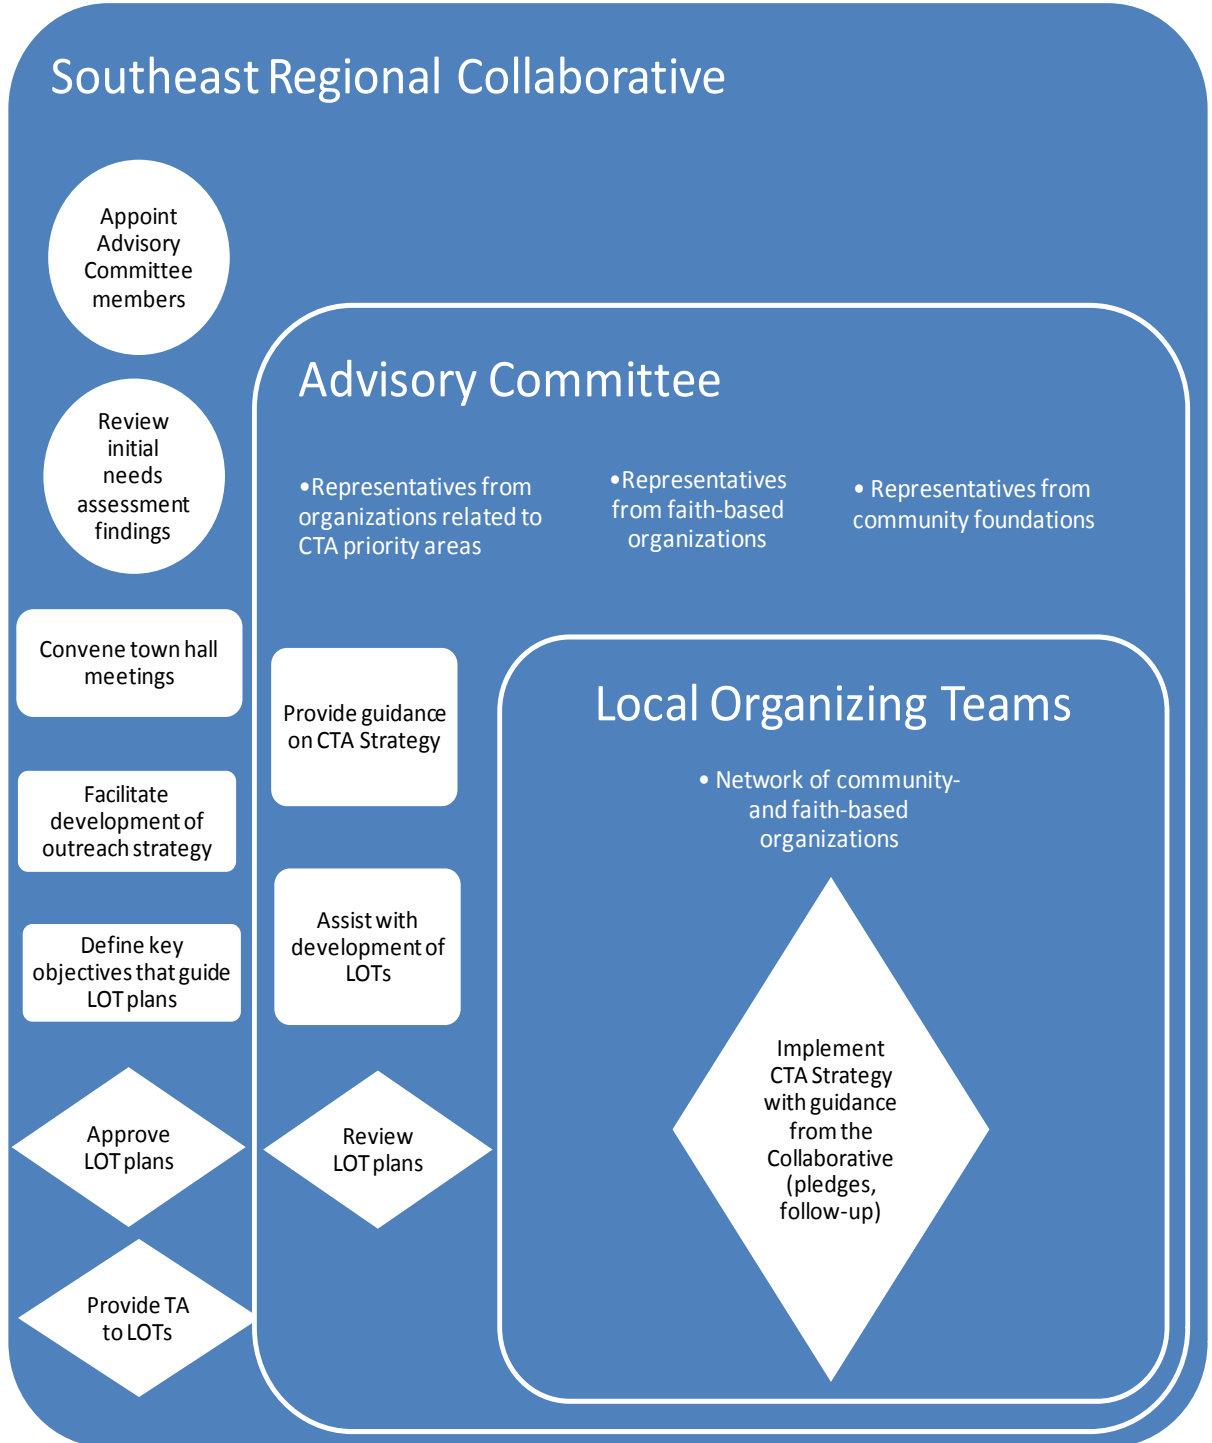 Southeast Regional Collaborative
Appoint
Advisory
Committee
members
Review
initial
needs
assessment
findings
Convene town hall
meetings
Facilitate
development of
outreach strategy
Define key
objectives that guide
LOT plans
Approve
LOT plans
Provide TA
to LOTs
Advisory Committee
•Representatives from
organizations related to
CTA priority areas
•Representatives
from faith-based
organizations
• Representatives from
community foundations
Provide guidance
on CTA Strategy
Assist with
development of
LOTs
Review
LOT plans
Local Organizing Teams
• Network of community-
and faith-based
organizations
Implement
CTA Strategy
with guidance
from the
Collaborative
(pledges,
follow-up)